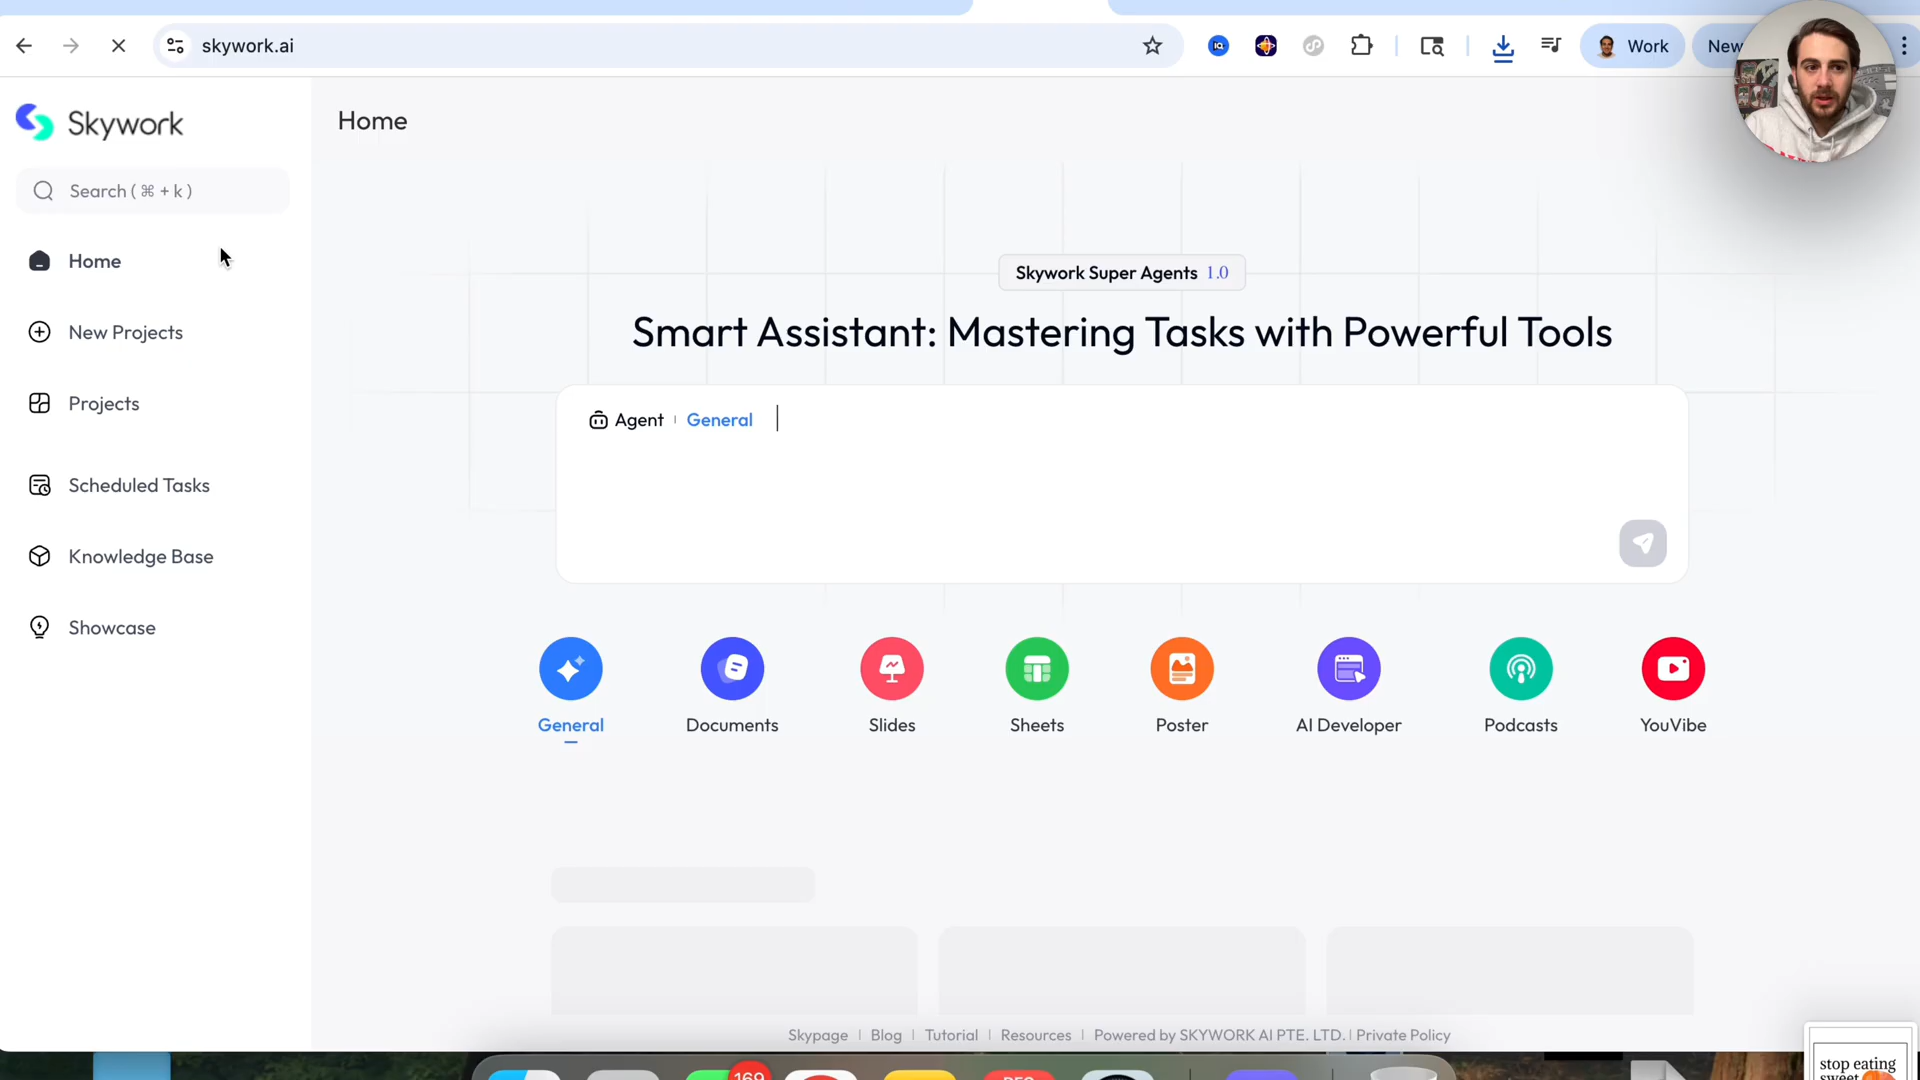 skywork.ai
Work
New
Skywork
Search ( ⌘ + k )
Home
New Projects
Projects
Scheduled Tasks
Knowledge Base
Showcase
Home
Skywork Super Agents 1.0
Smart Assistant: Mastering Tasks with Powerful Tools
Agent
General
General
Documents
Slides
Sheets
Poster
AI Developer
Podcasts
YouVibe
Skypage | Blog | Tutorial | Resources | Powered by SKYWORK AI PTE. LTD. | Private Policy
169
REC
stop eating
sweet